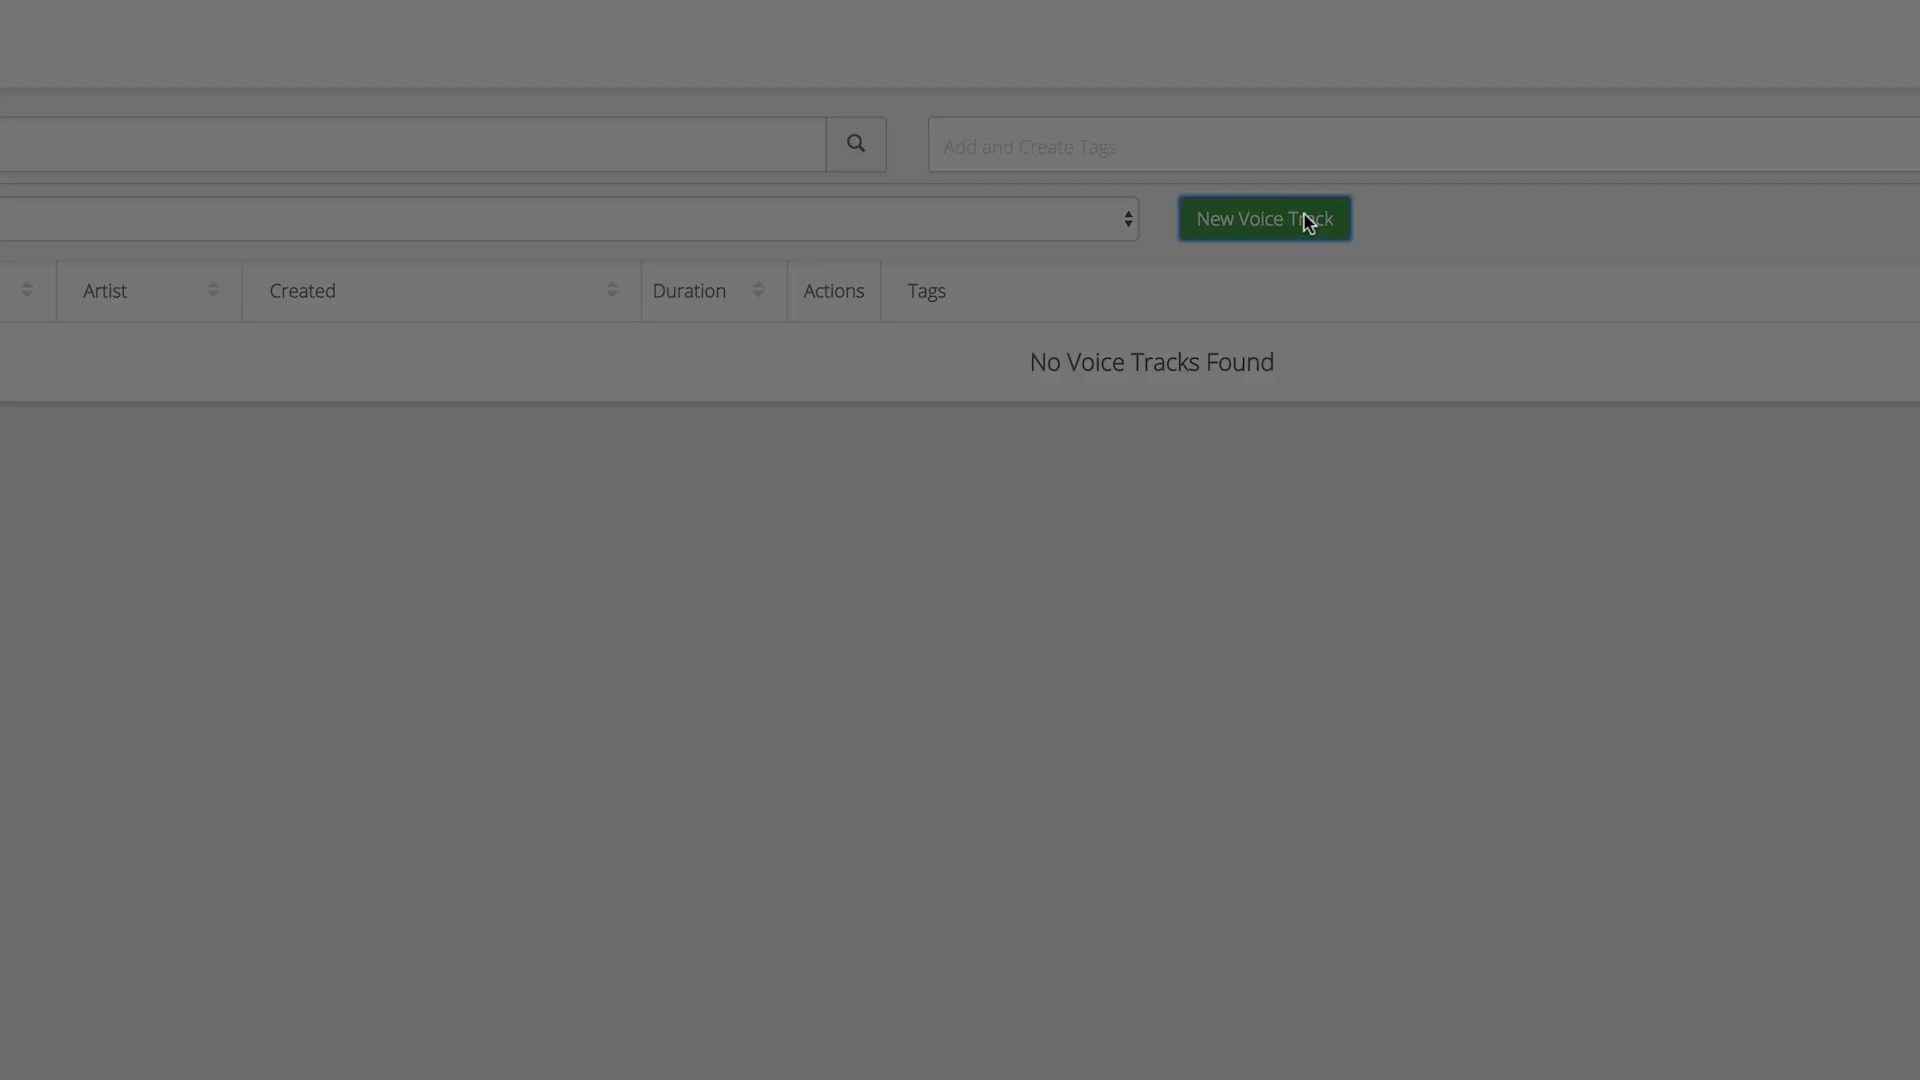 Add and Create Tags
New Voice Track
Artist Created Duration Actions Tags
No Voice Tracks Found